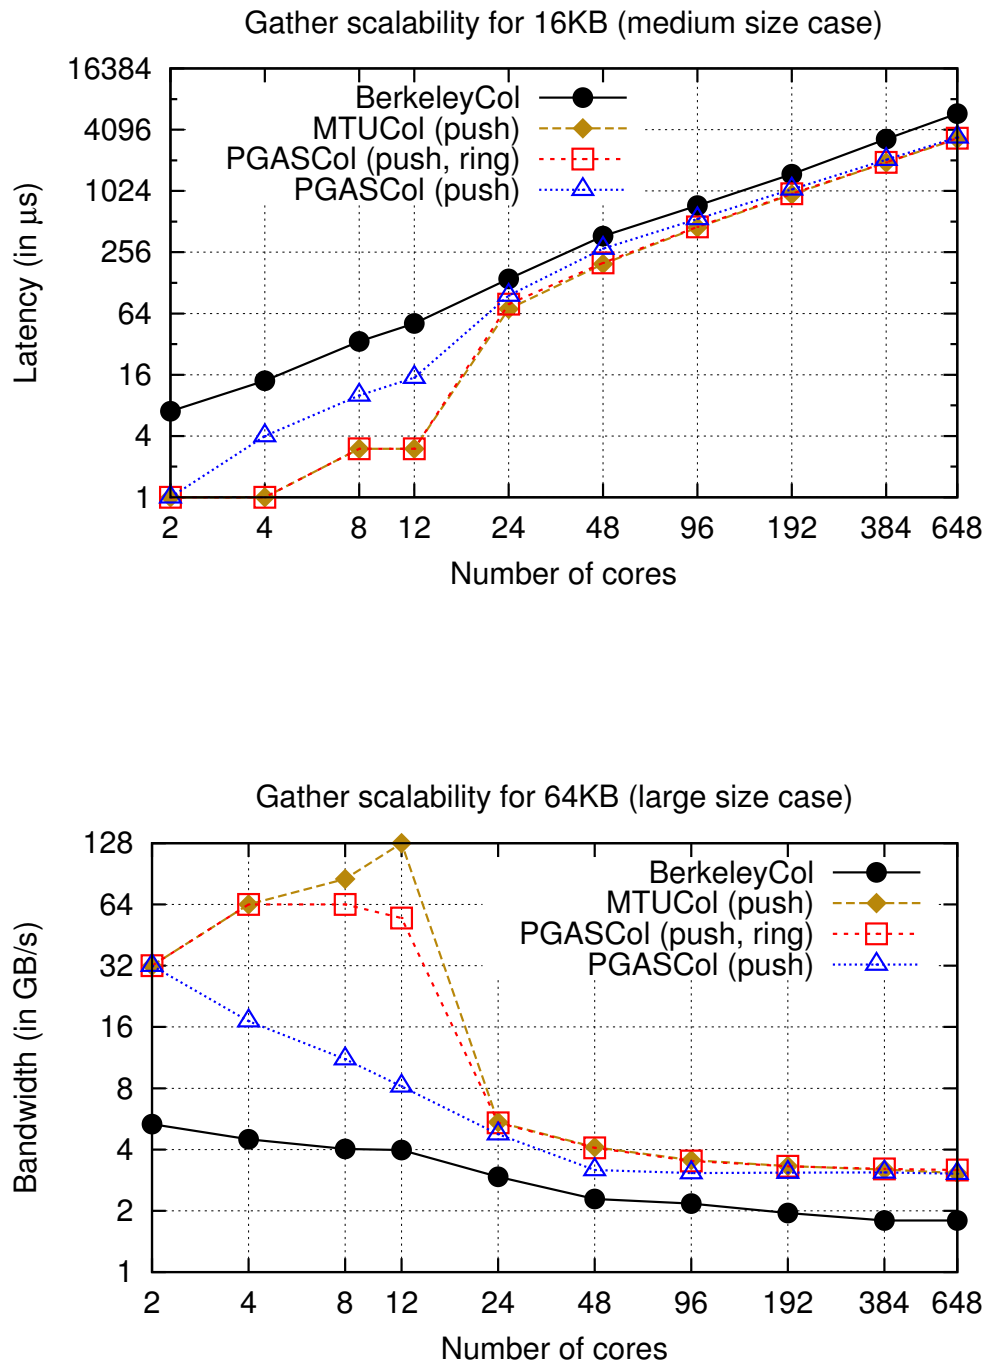 Gather scalability for 16KB (medium size case)
16384
4096
1024
256
64
16
4
1
Latency (in μs)
BerkeleyCol
MTUCol (push)
PGASCol (push, ring)
PGASCol (push)
2 4 8 12 24 48 96 192 384 648
Number of cores
Gather scalability for 64KB (large size case)
128
64
32
16
8
4
2
1
Bandwidth (in GB/s)
BerkeleyCol
MTUCol (push)
PGASCol (push, ring)
PGASCol (push)
2 4 8 12 24 48 96 192 384 648
Number of cores